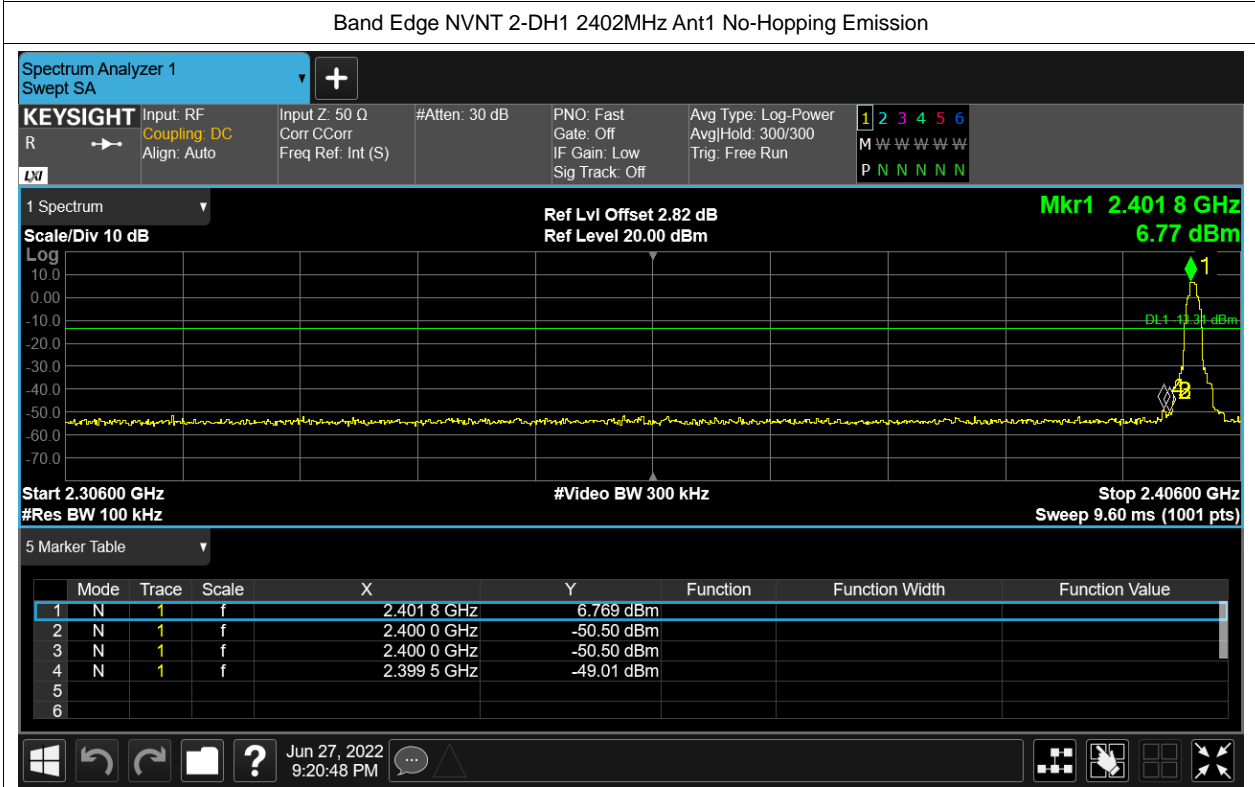 Band Edge NVNT 2-DH1 2402MHz Ant1 No-Hopping Emission
Spectrum Analyzer 1
Swept SA
+
KEYSIGHT Input: RF Input Z: 50 Ω #Atten: 30 dB PNO: Fast Avg Type: Log-Power 1 2 3 4 5 6
R Coupling: DC Corr CCorr Gate: Off Avg|Hold: 300/300 M W W W W W
Align: Auto Freq Ref: Int (S) IF Gain: Low Trig: Free Run
LXI Sig Track: Off P N N N N N
1 Spectrum Ref Lvl Offset 2.82 dB Mkr1 2.401 8 GHz
Scale/Div 10 dB Ref Level 20.00 dBm 6.77 dBm
Log
1
10.0
0.00
-10.0
DL1 -13.31 dBm
-20.0
-30.0
-40.0
-50.0
-60.0
-70.0
Start 2.30600 GHz #Video BW 300 kHz Stop 2.40600 GHz
#Res BW 100 kHz Sweep 9.60 ms (1001 pts)
5 Marker Table
Mode Trace Scale X Y Function Function Width Function Value
1 N 1 f 2.401 8 GHz 6.769 dBm
2 N 1 f 2.400 0 GHz -50.50 dBm
3 N 1 f 2.400 0 GHz -50.50 dBm
4 N 1 f 2.399 5 GHz -49.01 dBm
5
6
? Jun 27, 2022
9:20:48 PM